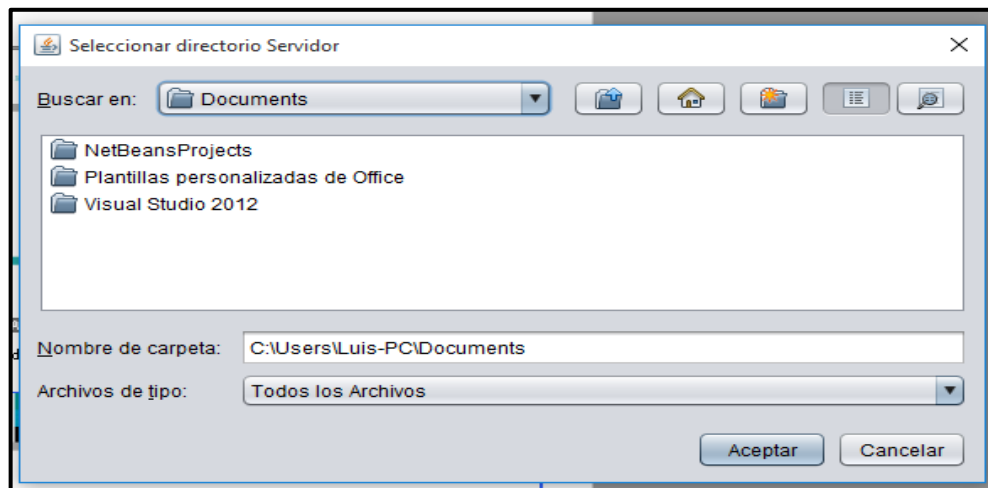 Seleccionar directorio Servidor
Buscar en: Documents
NetBeansProjects
Plantillas personalizadas de Office
Visual Studio 2012
Nombre de carpeta: C:\Users\Luis-PC\Documents
Archivos de tipo: Todos los Archivos
Aceptar Cancelar